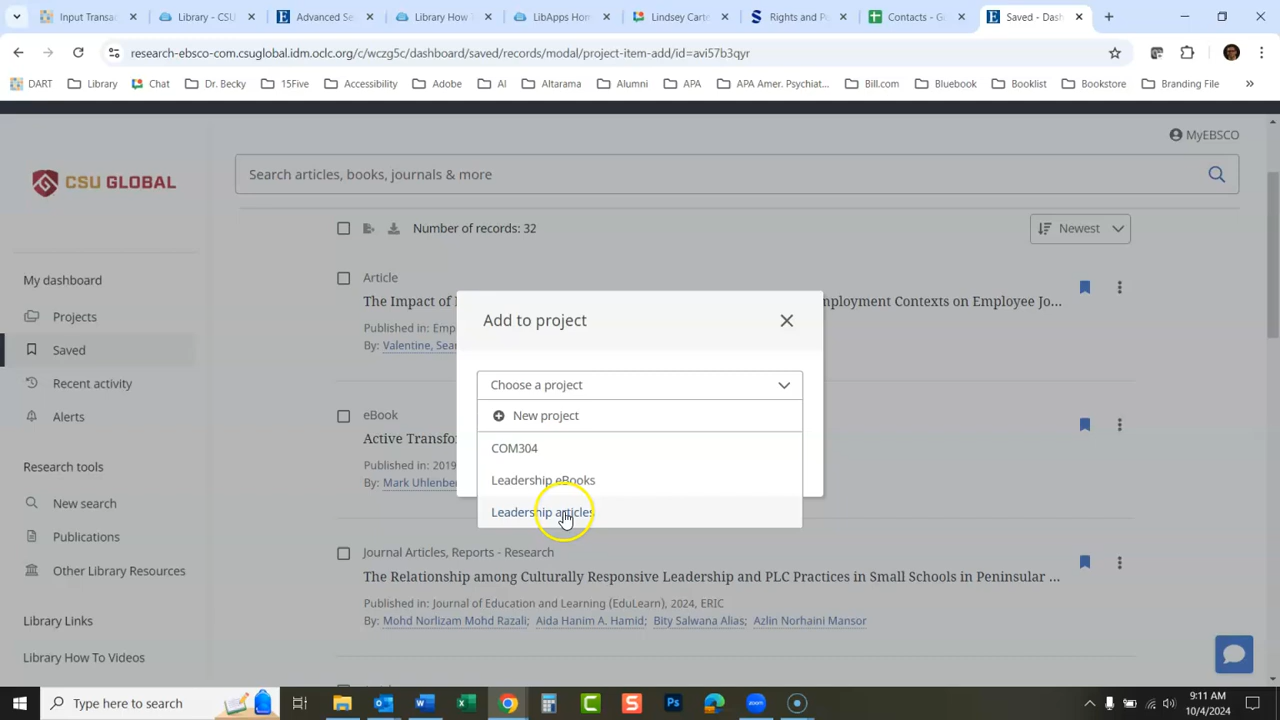 Input Transa
Library - CSU
Advanced Se
Library How
LibApps Hom
Lindsey Carte
Rights and Pe
Contacts - G
Saved - Dash
research-ebsco-com.csuglobal.idm.oclc.org/c/wczg5c/dashboard/saved/records/modal/project-item-add/id=avi57b3qyr
DART Library Chat Dr. Becky 15Five Accessibility Adobe AI Altarama Alumni APA APA Amer. Psychiat... Bill.com Bluebook Booklist Bookstore Branding File
MyEBSCO
CSU GLOBAL
Search articles, books, journals & more
Number of records: 32
Newest
My dashboard
Projects
Saved
Recent activity
Alerts
Research tools
New search
Publications
Other Library Resources
Library Links
Library How To Videos
Article
The Impact of
mployment Contexts on Employee Jo...
Published in: Emp
By: Valentine, Sea
eBook
Active Transfo
Published in: 2019
By: Mark Uhlenbe
Add to project
Choose a project
New project
COM304
Leadership eBooks
Leadership articles
Journal Articles, Reports - Research
The Relationship among Culturally Responsive Leadership and PLC Practices in Small Schools in Peninsular ...
Published in: Journal of Education and Learning (EduLearn), 2024, ERIC
By: Mohd Norlizam Mohd Razali; Aida Hanim A. Hamid; Bity Salwana Alias; Azlin Norhaini Mansor
Type here to search
9:11 AM
10/4/2024